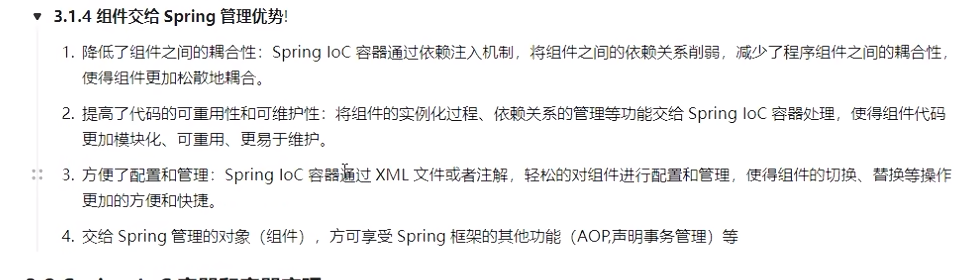 3.1.4 组件交给 Spring 管理优势!
1. 降低了组件之间的耦合性：Spring IoC 容器通过依赖注入机制，将组件之间的依赖关系削弱，减少了程序组件之间的耦合性，
使得组件更加松散地耦合。
2. 提高了代码的可重用性和可维护性：将组件的实例化过程、依赖关系的管理等功能交给 Spring IoC 容器处理，使得组件代码
更加模块化、可重用、更易于维护。
3. 方便了配置和管理：Spring IoC 容器通过 XML 文件或者注解，轻松的对组件进行配置和管理，使得组件的切换、替换等操作
更加的方便和快捷。
4. 交给 Spring 管理的对象（组件），方可享受 Spring 框架的其他功能（AOP,声明事务管理）等